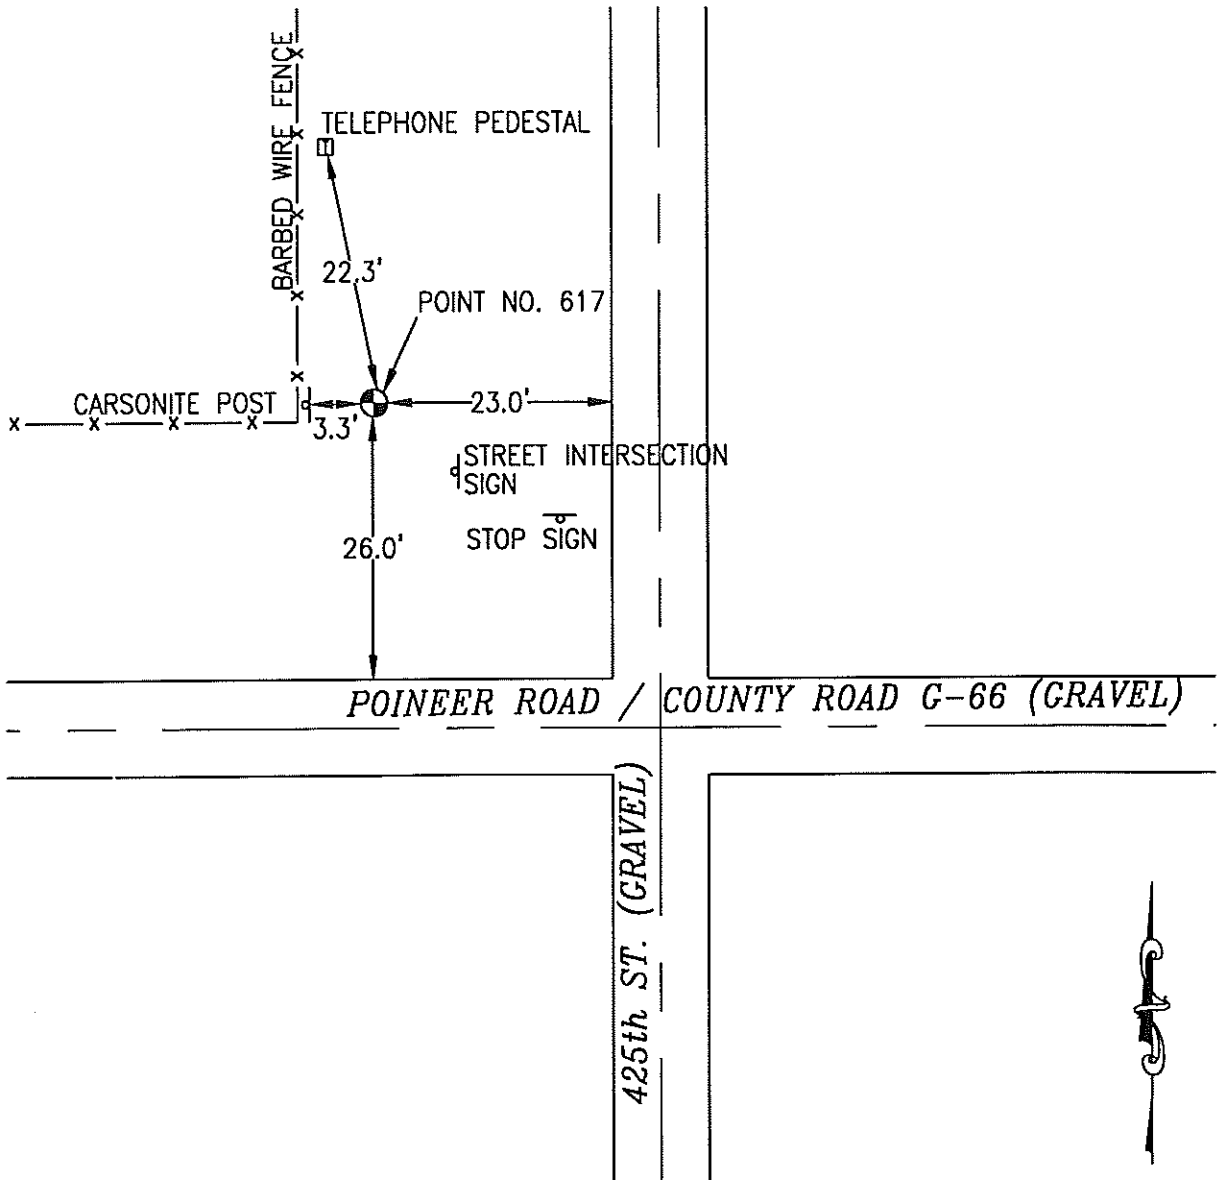 BARBED WIRE FENCE
TELEPHONE PEDESTAL
T
22.3'
POINT NO. 617
CARSONITE POST
3.3'
23.0'
STREET INTERSECTION
SIGN
STOP SIGN
26.0'
POINEER ROAD / COUNTY ROAD G-66 (GRAVEL)
425th ST. (GRAVEL)